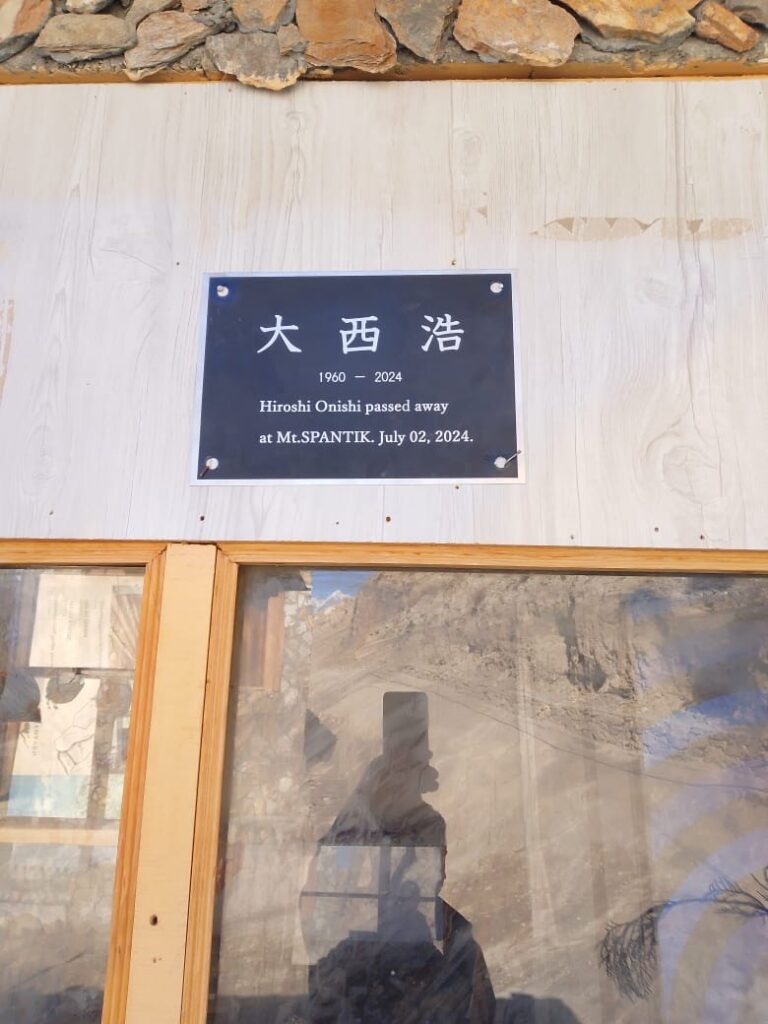 大西浩
1960 — 2024
Hiroshi Onishi passed away
at Mt.SPANTIK. July 02, 2024.